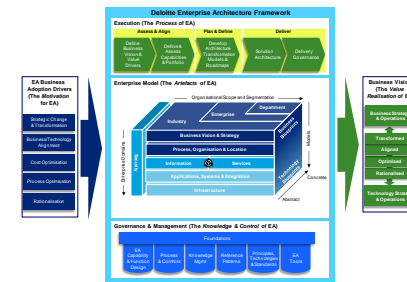 Deloitte Enterprise Architecture Framework
Execution (The Process of EA)
Assess & Align
Plan & Define
Deliver
Define
Business
Vision &
Value
Drivers
Define &
Assess
Capabilities
& Portfolio
Develop
Architecture
Transformation
Models &
Roadmaps
Solution
Architecture
Delivery
Governance
EA Business
Adoption Drivers
(The Motivation
for EA)
Strategic Change
& Transformation
Business/Technology
Alignment
Cost Optimisation
Process Optimisation
Rationalisation
Enterprise Model (The Artefacts of EA)
Organisational Scope and Segmentation
Department
Enterprise
Industry
Business
Blueprints
Business Vision & Strategy
Process, Organisation & Location
Information
Services
Applications, Systems & Integration
Infrastructure
Security
Enterprise Domains
Technology
Blueprints
Models
Concrete
Abstract
Business Visio
(The Value
Realisation of E
Business Strate
& Operations
Transformed
Aligned
Optimised
Rationalised
Technology Strate
& Operations
Governance & Management (The Knowledge & Control of EA)
Foundations
EA
Capability
& Function
Design
Process
& Controls
Knowledge
Mgmt
Reference
Patterns
Principles,
Technologies
& Standards
EA
Tools